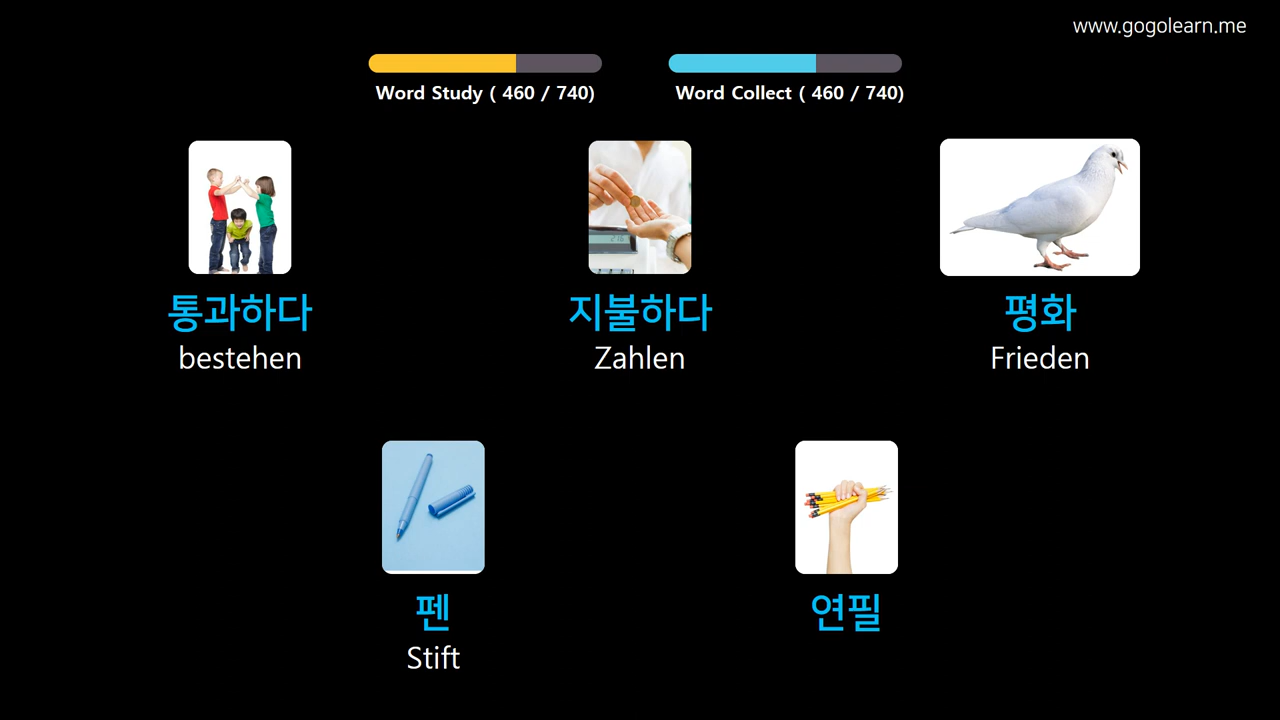 www.gogolearn.me
Word Study ( 460 / 740)
Word Collect ( 460 / 740)
통과하다
bestehen
지불하다
Zahlen
평화
Frieden
펜
Stift
연필